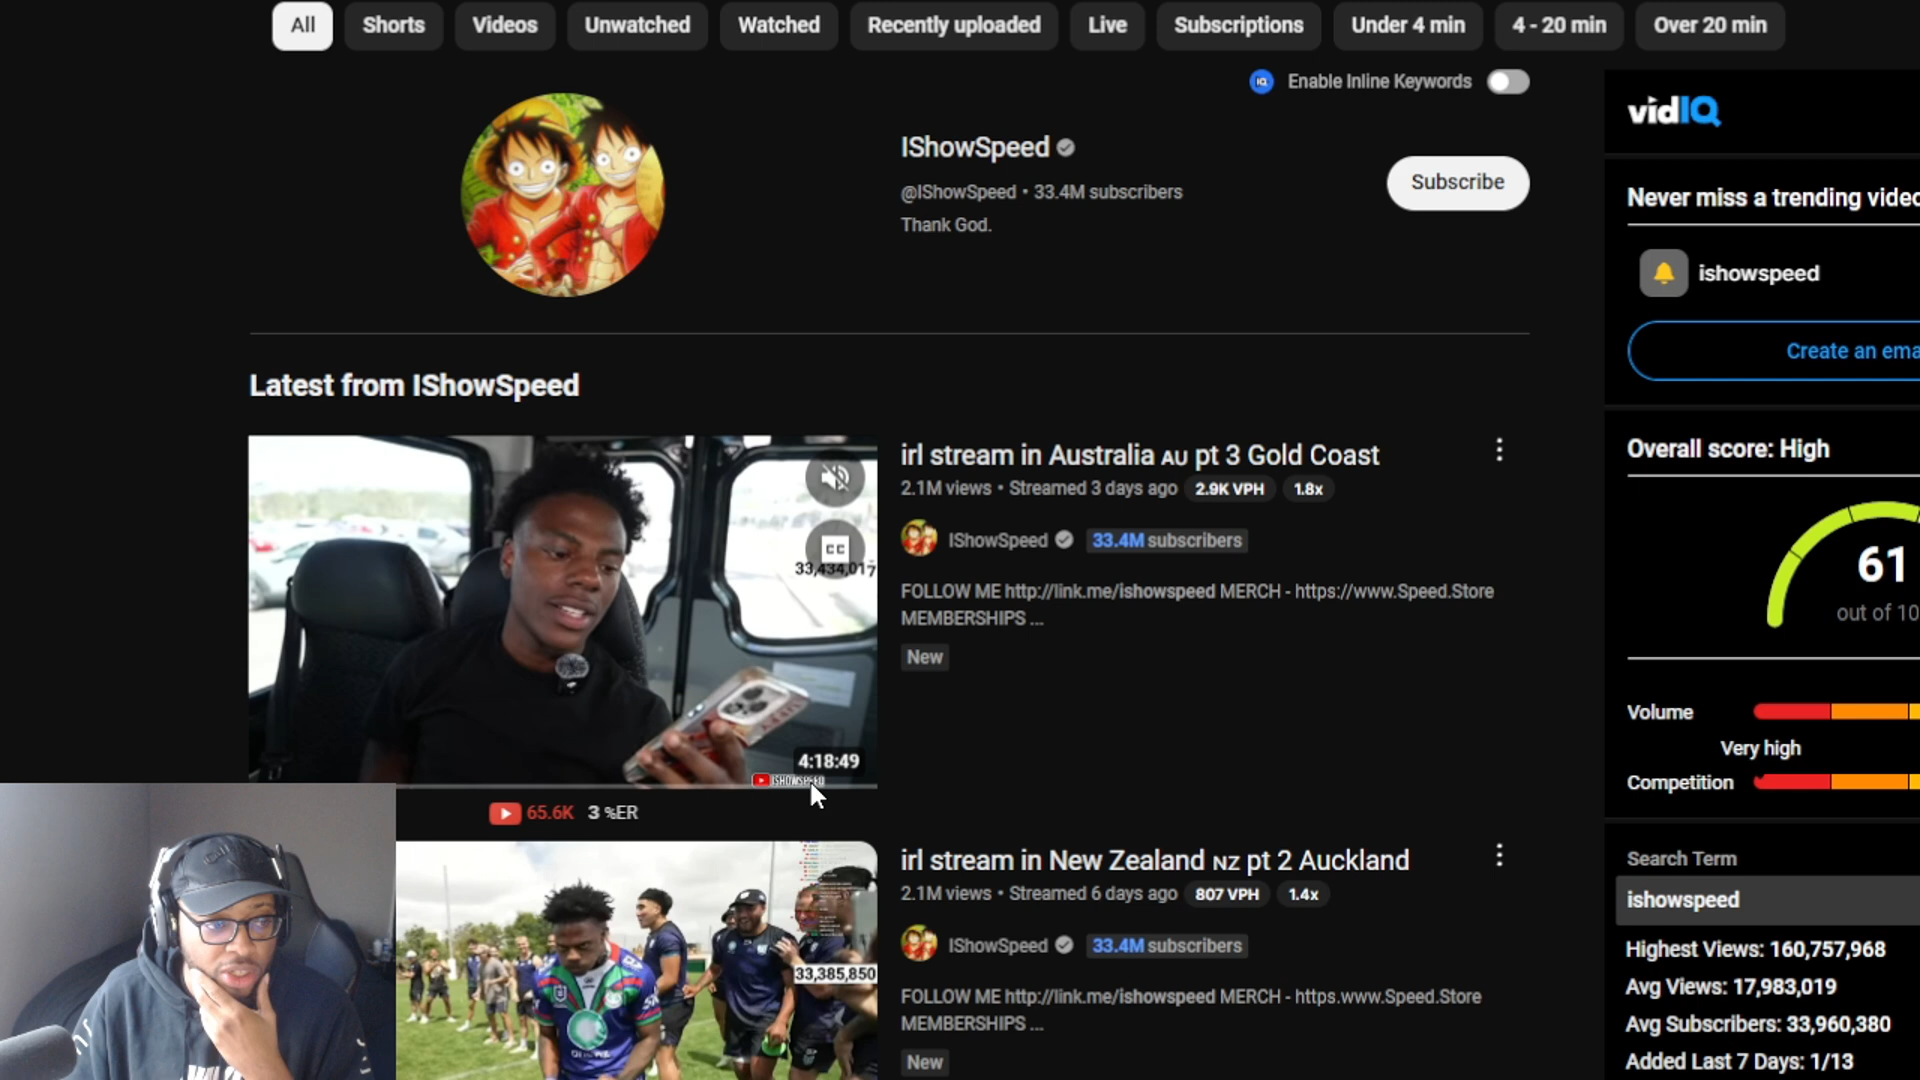 All
Shorts
Videos
Unwatched
Watched
Recently uploaded
Live
Subscriptions
Under 4 min
4 - 20 min
Over 20 min
Enable Inline Keywords
IShowSpeed
@IShowSpeed • 33.4M subscribers
Thank God.
Subscribe
vidIQ
Never miss a trending video
ishowspeed
Create an ema
Latest from IShowSpeed
irl stream in Australia AU pt 3 Gold Coast
2.1M views • Streamed 3 days ago 2.9K VPH 1.8x
IShowSpeed 33.4M subscribers
FOLLOW ME http://link.me/ishowspeed MERCH - https://www.Speed.Store
MEMBERSHIPS ...
New
CC
33,434,017
4:18:49
ISHOWSPEED
65.6K 3 %ER
Overall score: High
61
out of 10
Volume
Very high
Competition
irl stream in New Zealand NZ pt 2 Auckland
2.1M views • Streamed 6 days ago 807 VPH 1.4x
IShowSpeed 33.4M subscribers
FOLLOW ME http://link.me/ishowspeed MERCH - https.www.Speed.Store
MEMBERSHIPS ...
New
33,385,850
Search Term
ishowspeed
Highest Views: 160,757,968
Avg Views: 17,983,019
Avg Subscribers: 33,960,380
Added Last 7 Days: 1/13